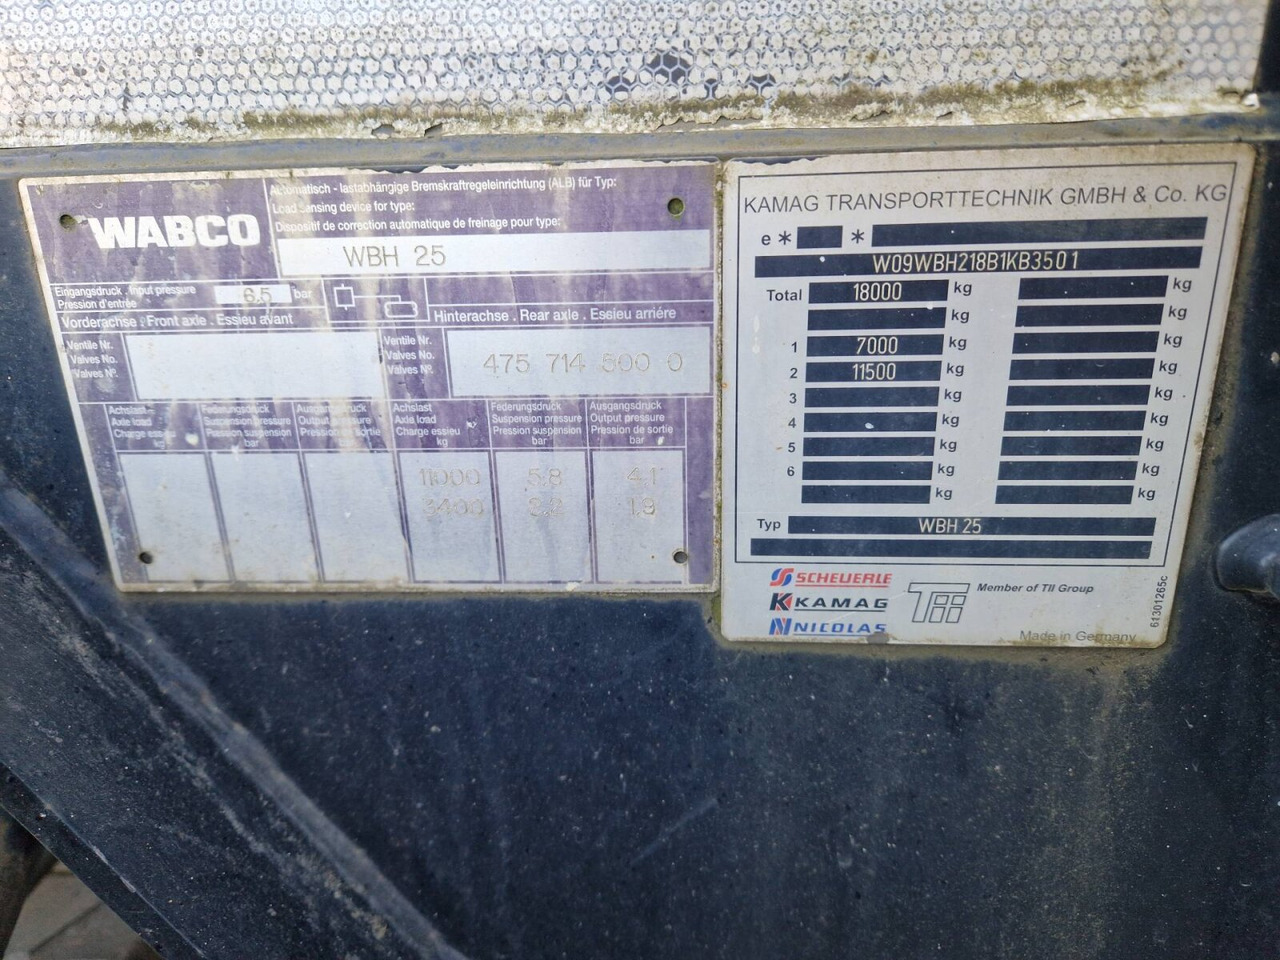 WABCO
Automatisch - lastabhängige Bremskraftregeleinrichtung (ALB) für Typ:
Load sensing device for type:
Dispositif de correction automatique de freinage pour type:
WBH 25
Eingangsdruck . Input pressure
Pression d'entrée
6,5 bar
Vorderachse . Front axle . Essieu avant
Hinterachse . Rear axle . Essieu arriére
Ventile Nr.
Valves No.
Valves Nº.
Ventile Nr.
Valves No.
Valves Nº.
475 714 500 0
Achslast
Axle load
Charge essieu
kg
Federungsdruck
Suspension pressure
Pression suspension
bar
Ausgangsdruck
Output pressure
Pression de sortie
bar
Achslast
Axle load
Charge essieu
kg
Federungsdruck
Suspension pressure
Pression suspension
bar
Ausgangsdruck
Output pressure
Pression de sortie
bar
11000 5.8 4.1
3400 1.9
KAMAG TRANSPORTTECHNIK GMBH & Co. KG
e * *
W09WBH218B1KB3501
Total 18000 kg kg
kg kg
1 7000 kg kg
2 11500 kg kg
3 kg kg
4 kg kg
5 kg kg
6 kg kg
kg kg
Typ WBH 25
SCHEUERLE
KAMAG
NICOLAS
TII
Member of TII Group
Made in Germany
61301265c